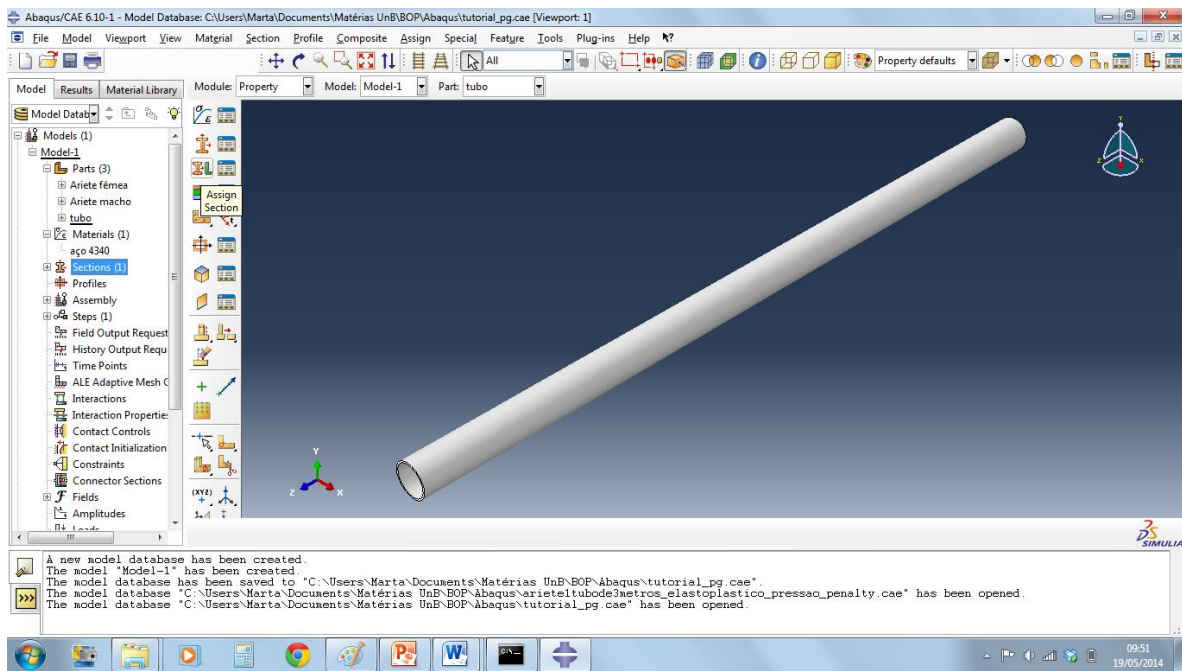 Abaqus/CAE 6.10-1 - Model Database: C:\Users\Marta\Documents\Matérias UnB\BOP\Abaqus\tutorial_pg.cae [Viewport: 1]
File Model Viewport View Material Section Profile Composite Assign Special Feature Tools Plug-ins Help
All Property defaults
Model Results Material Library Module: Property Model: Model-1 Part: tubo
Model Datab
Models (1)
Model-1
Parts (3)
Ariete fêmea
Ariete macho
tubo
Materials (1)
aço 4340
Sections (1)
Profiles
Assembly
Steps (1)
Field Output Request
History Output Requ
Time Points
ALE Adaptive Mesh C
Interactions
Interaction Propertie
Contact Controls
Contact Initialization
Constraints
Connector Sections
Fields
Amplitudes
Assign
Section
(XYZ)
Y
Z
X
Y
Z
X
SIMULIA
A new model database has been created.
The model "Model-1" has been created.
The model database has been saved to "C:\Users\Marta\Documents\Matérias UnB\BOP\Abaqus\tutorial_pg.cae".
The model database "C:\Users\Marta\Documents\Matérias UnB\BOP\Abaqus\ariete1tubode3metros_elastoplastico_pressao_penalty.cae" has been opened.
The model database "C:\Users\Marta\Documents\Matérias UnB\BOP\Abaqus\tutorial_pg.cae" has been opened.
09:51
19/05/2014